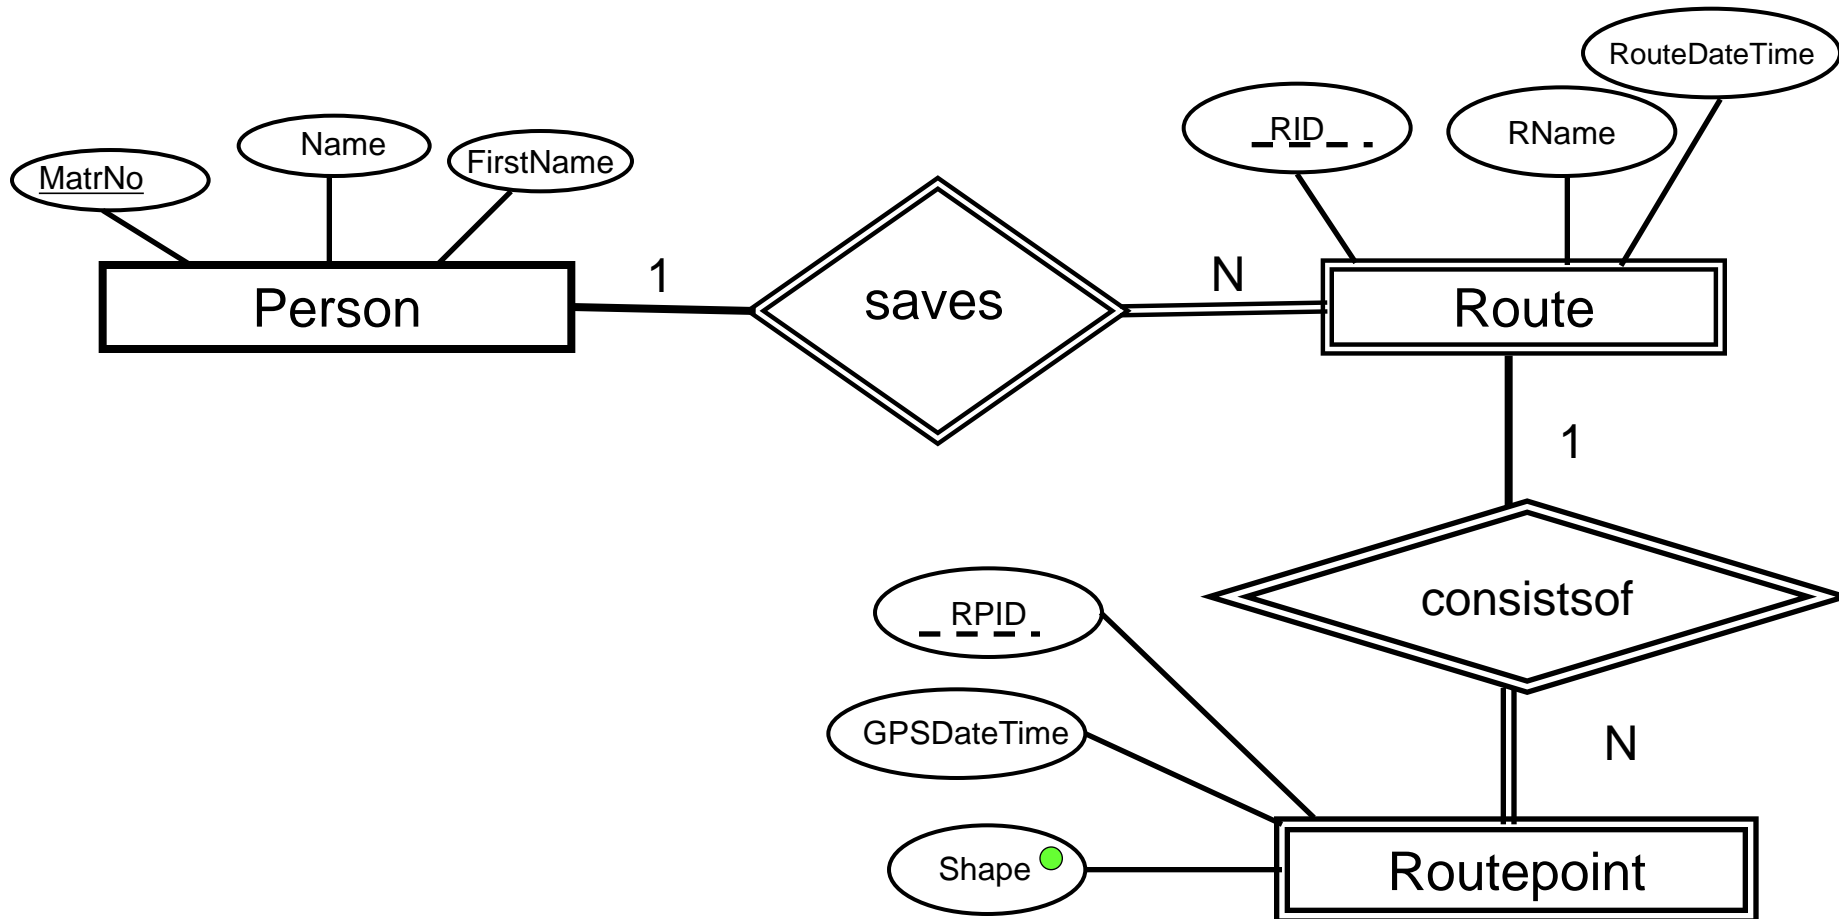 RouteDateTime
RID
RName
Name
FirstName
MatrNo
Person
1
saves
N
Route
1
consistsof
RPID
GPSDateTime
N
Shape
Routepoint